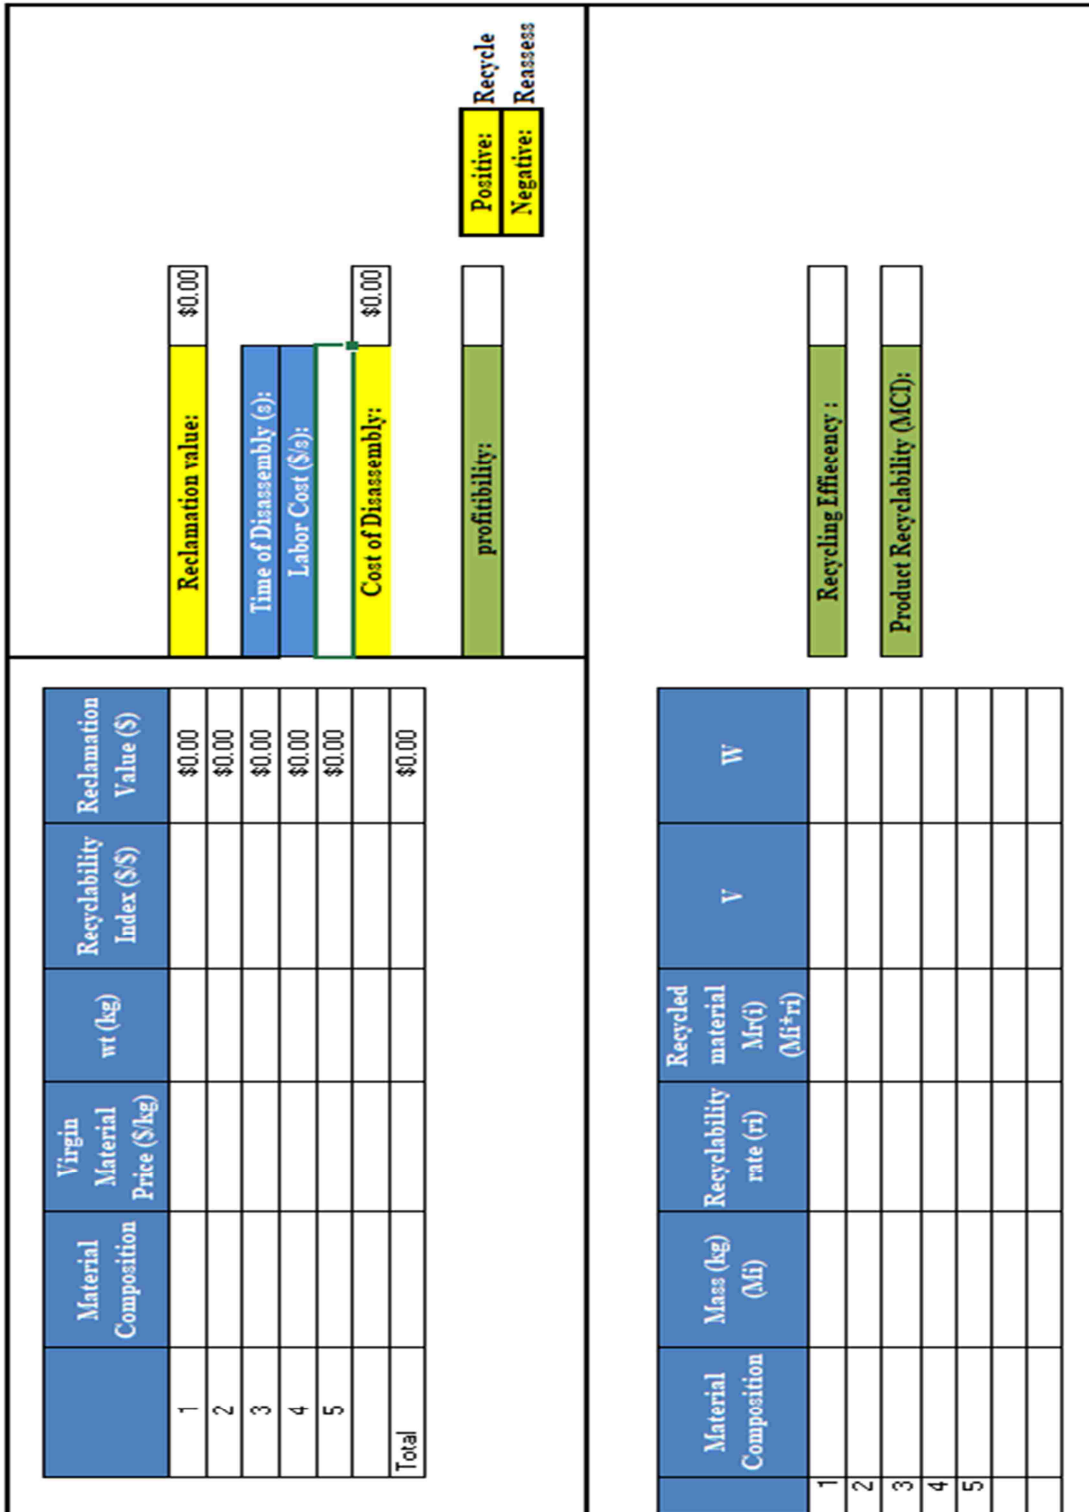 Material
Composition
Virgin
Material
Price ($/kg)
wt (kg)
Recyclability
Index ($/$)
Reclamation
Value ($)
1
$0.00
2
$0.00
3
$0.00
4
$0.00
5
$0.00
Total
$0.00
Reclamation value:
$0.00
Time of Disassembly (s):
Labor Cost ($/s):
Cost of Disassembly:
$0.00
profitibility:
Positive:
Recycle
Negative:
Reassess
Material
Composition
Mass (kg)
(Mi)
Recyclability
rate (ri)
Recycled
material
Mr(i)
(Mi*ri)
V
W
1
2
3
4
5
Recycling Effiecency :
Product Recyclability (MCI):